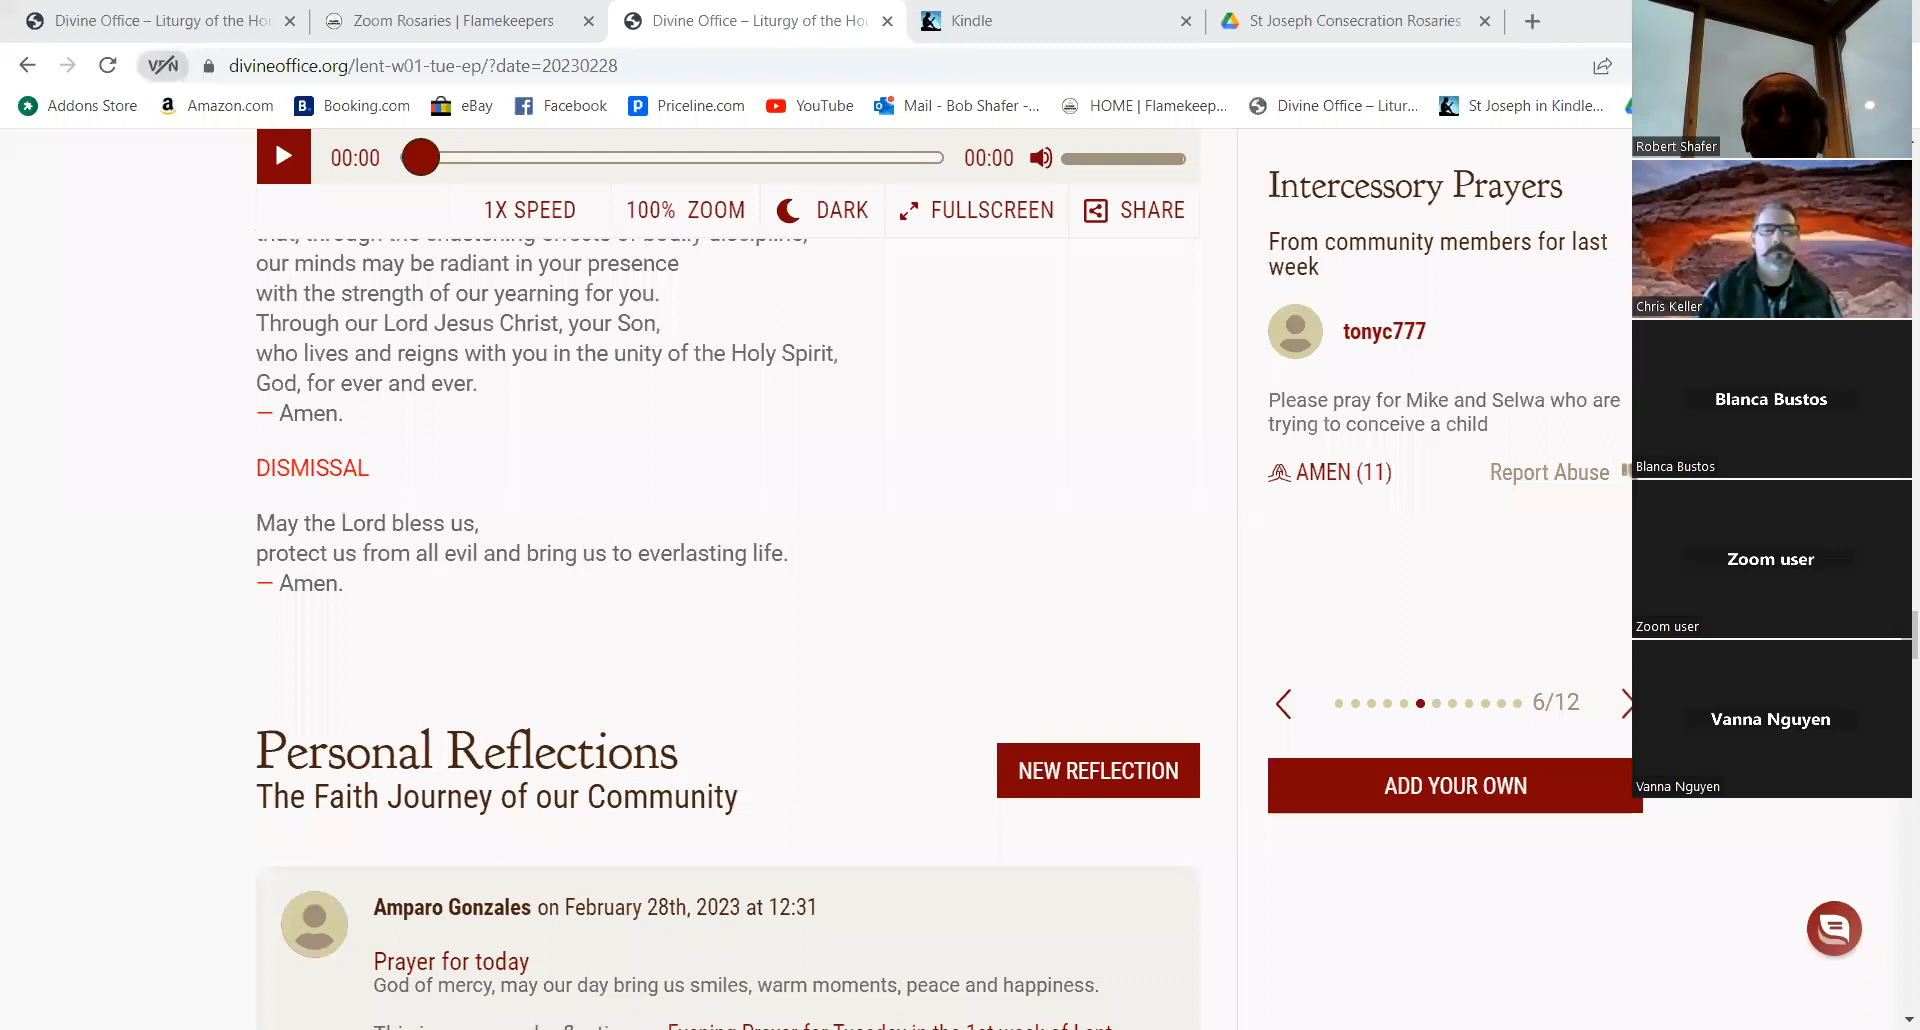 Divine Office – Liturgy of the Ho
Zoom Rosaries | Flamekeepers
Divine Office – Liturgy of the Ho
Kindle
St Joseph Consecration Rosaries
VPN
divineoffice.org/lent-w01-tue-ep/?date=20230228
Addons Store
Amazon.com
Booking.com
eBay
Facebook
Priceline.com
YouTube
Mail - Bob Shafer -...
HOME | Flamekeep...
Divine Office – Litur...
St Joseph in Kindle...
00:00
00:00
1X SPEED
100% ZOOM
DARK
FULLSCREEN
SHARE
that, through the chastening effects of bodily discipline,
our minds may be radiant in your presence
with the strength of our yearning for you.
Through our Lord Jesus Christ, your Son,
who lives and reigns with you in the unity of the Holy Spirit,
God, for ever and ever.
— Amen.
DISMISSAL
May the Lord bless us,
protect us from all evil and bring us to everlasting life.
— Amen.
Personal Reflections
The Faith Journey of our Community
NEW REFLECTION
Amparo Gonzales on February 28th, 2023 at 12:31
Prayer for today
God of mercy, may our day bring us smiles, warm moments, peace and happiness.
Evening Prayer for Tuesday in the 1st week of Lent
Intercessory Prayers
From community members for last
week
tonyc777
Please pray for Mike and Selwa who are
trying to conceive a child
AMEN (11)
Report Abuse
6/12
ADD YOUR OWN
Robert Shafer
Chris Keller
Blanca Bustos
Blanca Bustos
Zoom user
Zoom user
Vanna Nguyen
Vanna Nguyen